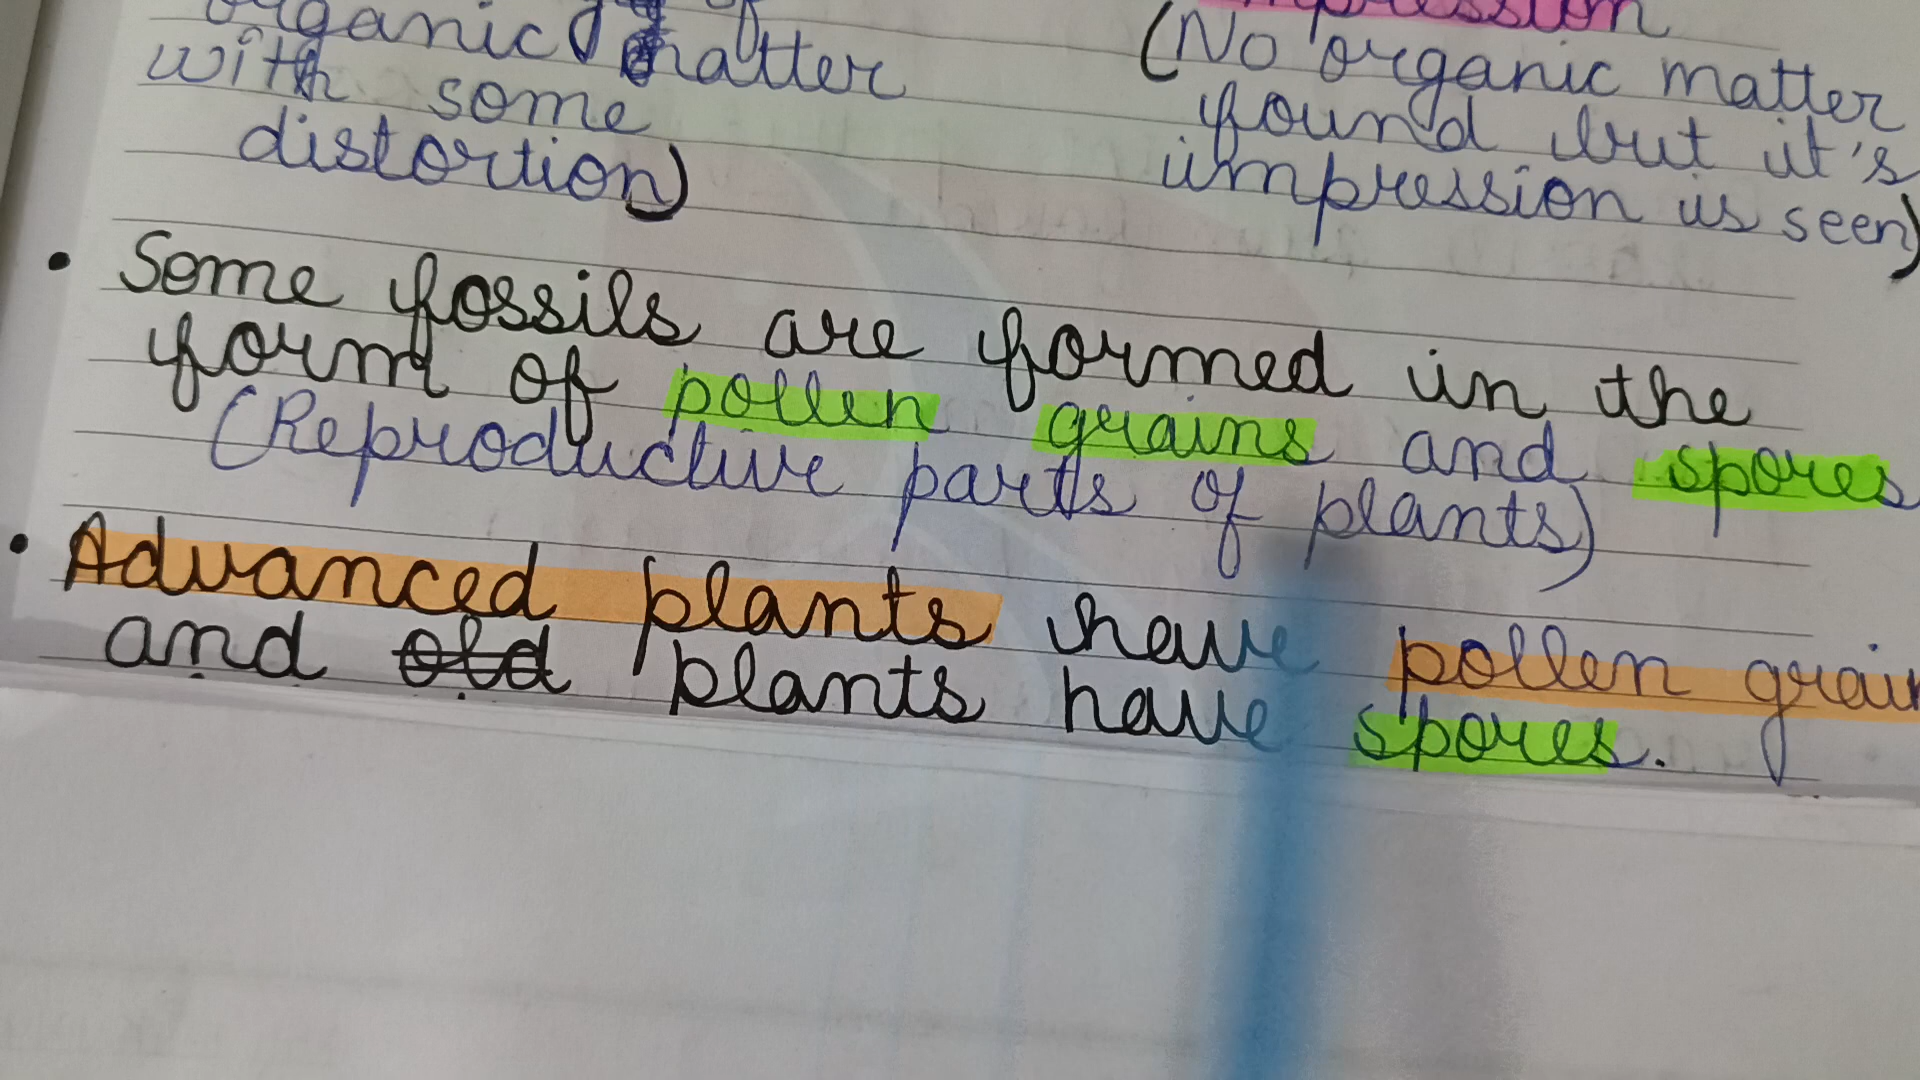 organic matter
with some
distortion)
impression
(No organic matter
found but it's
impression is seen)
• Some fossils are formed in the
form of pollen grains and spores
(Reproductive parts of plants)
• Advanced plants have pollen grain
and old plants have spores.